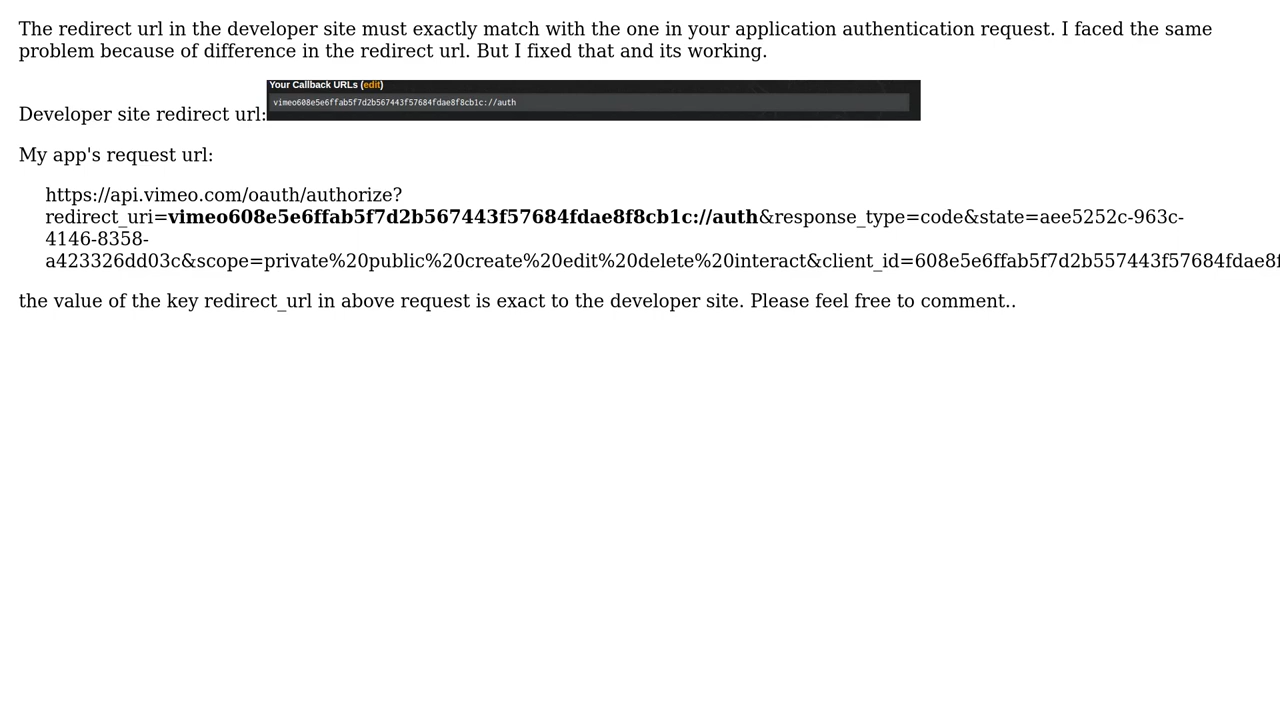 The redirect url in the developer site must exactly match with the one in your application authentication request. I faced the same
problem because of difference in the redirect url. But I fixed that and its working.
Your Callback URLs (edit)
vimeo608e5e6ffab5f7d2b567443f57684fdae8f8cb1c://auth
Developer site redirect url:
My app's request url:
https://api.vimeo.com/oauth/authorize?
redirect_uri=vimeo608e5e6ffab5f7d2b567443f57684fdae8f8cb1c://auth&response_type=code&state=aee5252c-963c-
4146-8358-
a423326dd03c&scope=private%20public%20create%20edit%20delete%20interact&client_id=608e5e6ffab5f7d2b557443f57684fdae8f
the value of the key redirect_url in above request is exact to the developer site. Please feel free to comment..